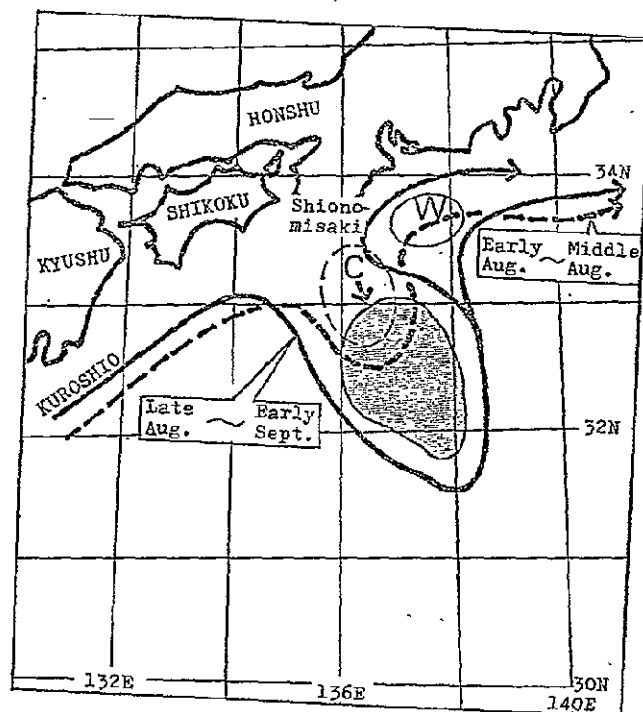 HONSHU
34N
SHIKOKU
Shiono-
misaki
W
KYUSHU
C
Early ~ Middle
Aug. Aug.
KUROSHIO
Late ~ Early
Aug. Sept.
32N
132E
136E
30N
140E